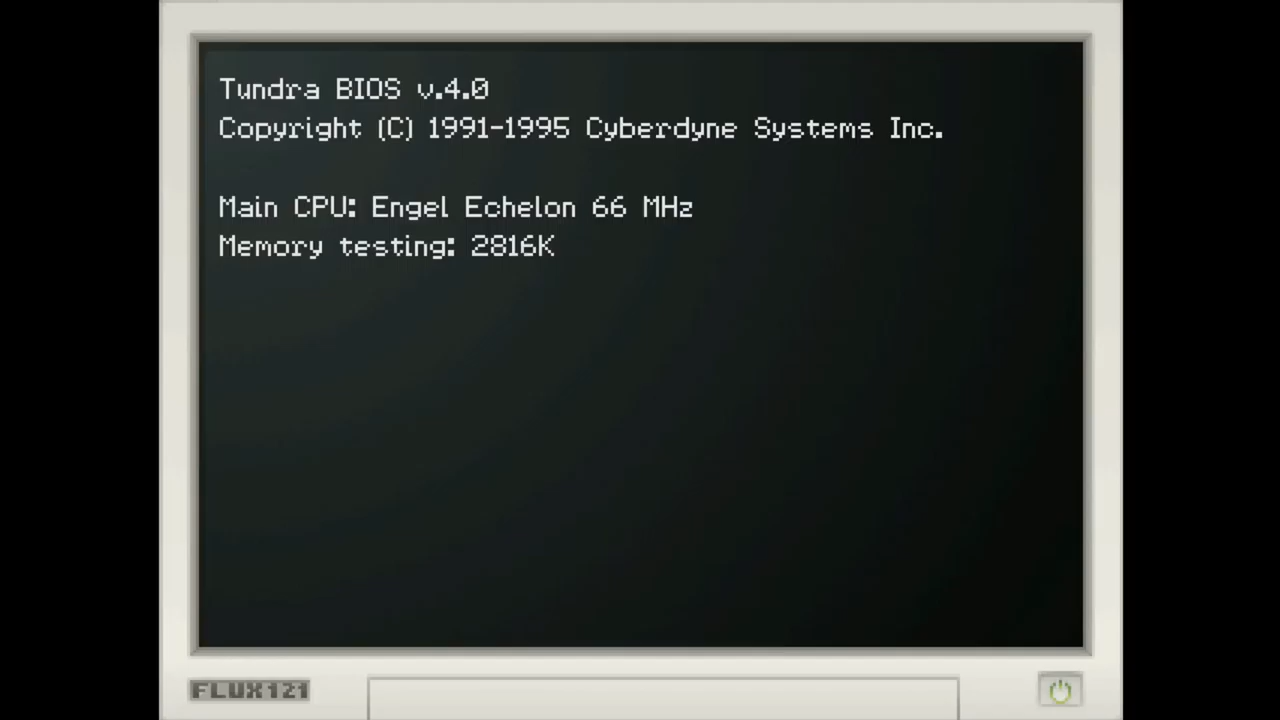 Tundra BIOS v.4.0
Copyright (C) 1991-1995 Cyberdyne Systems Inc.
Main CPU: Engel Echelon 66 MHz
Memory testing: 2816K
FLUX121